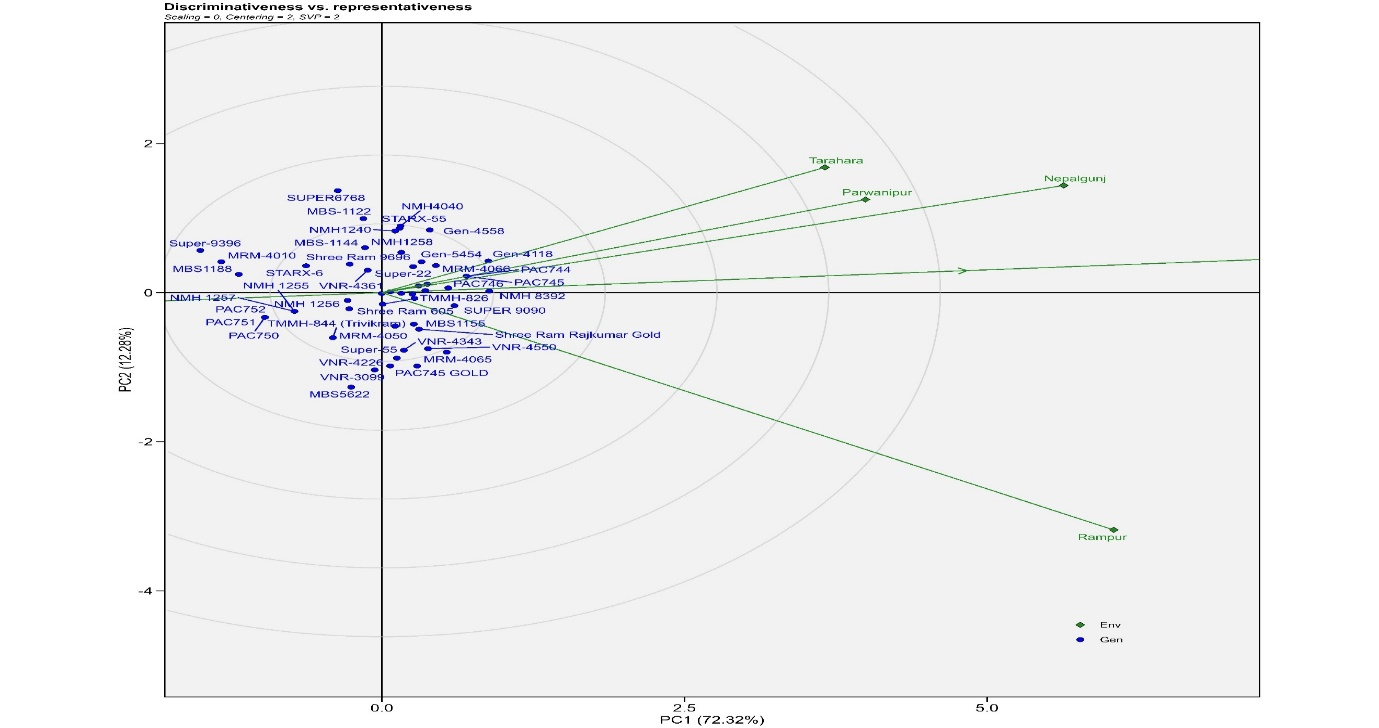 Discriminativeness vs. representativeness
Scaling = 0, Centering = 2, SVP = 2
Tarahara
Nepalgunj
Parwanipur
2
SUPER6768
NMH4040
MBS-1122
STARX-55
NMH1240
Gen-4558
Super-9396
MBS-1144
NMH1258
MRM-4010
Shree Ram 9696
Gen-5454
Gen-4118
MBS1188
STARX-6
Super-22
MRM-4060
PAC744
NMH 1255
VNR-4361
PAC746
PAC745
0
NMH 1257
NMH 1256
TMMH-826
NMH 8392
PAC752
Shree Ram 605
SUPER 9090
PAC751
TMMH-844 (Trivikram)
MBS1155
PAC750
MRM-4050
Shree Ram Rajkumar Gold
VNR-4343
Super-55
VNR-4550
VNR-4226
MRM-4065
VNR-3099
PAC745 GOLD
MBS5622
PC2 (12.28%)
-2
Rampur
-4
Env
Gen
0.0
2.5
5.0
PC1 (72.32%)